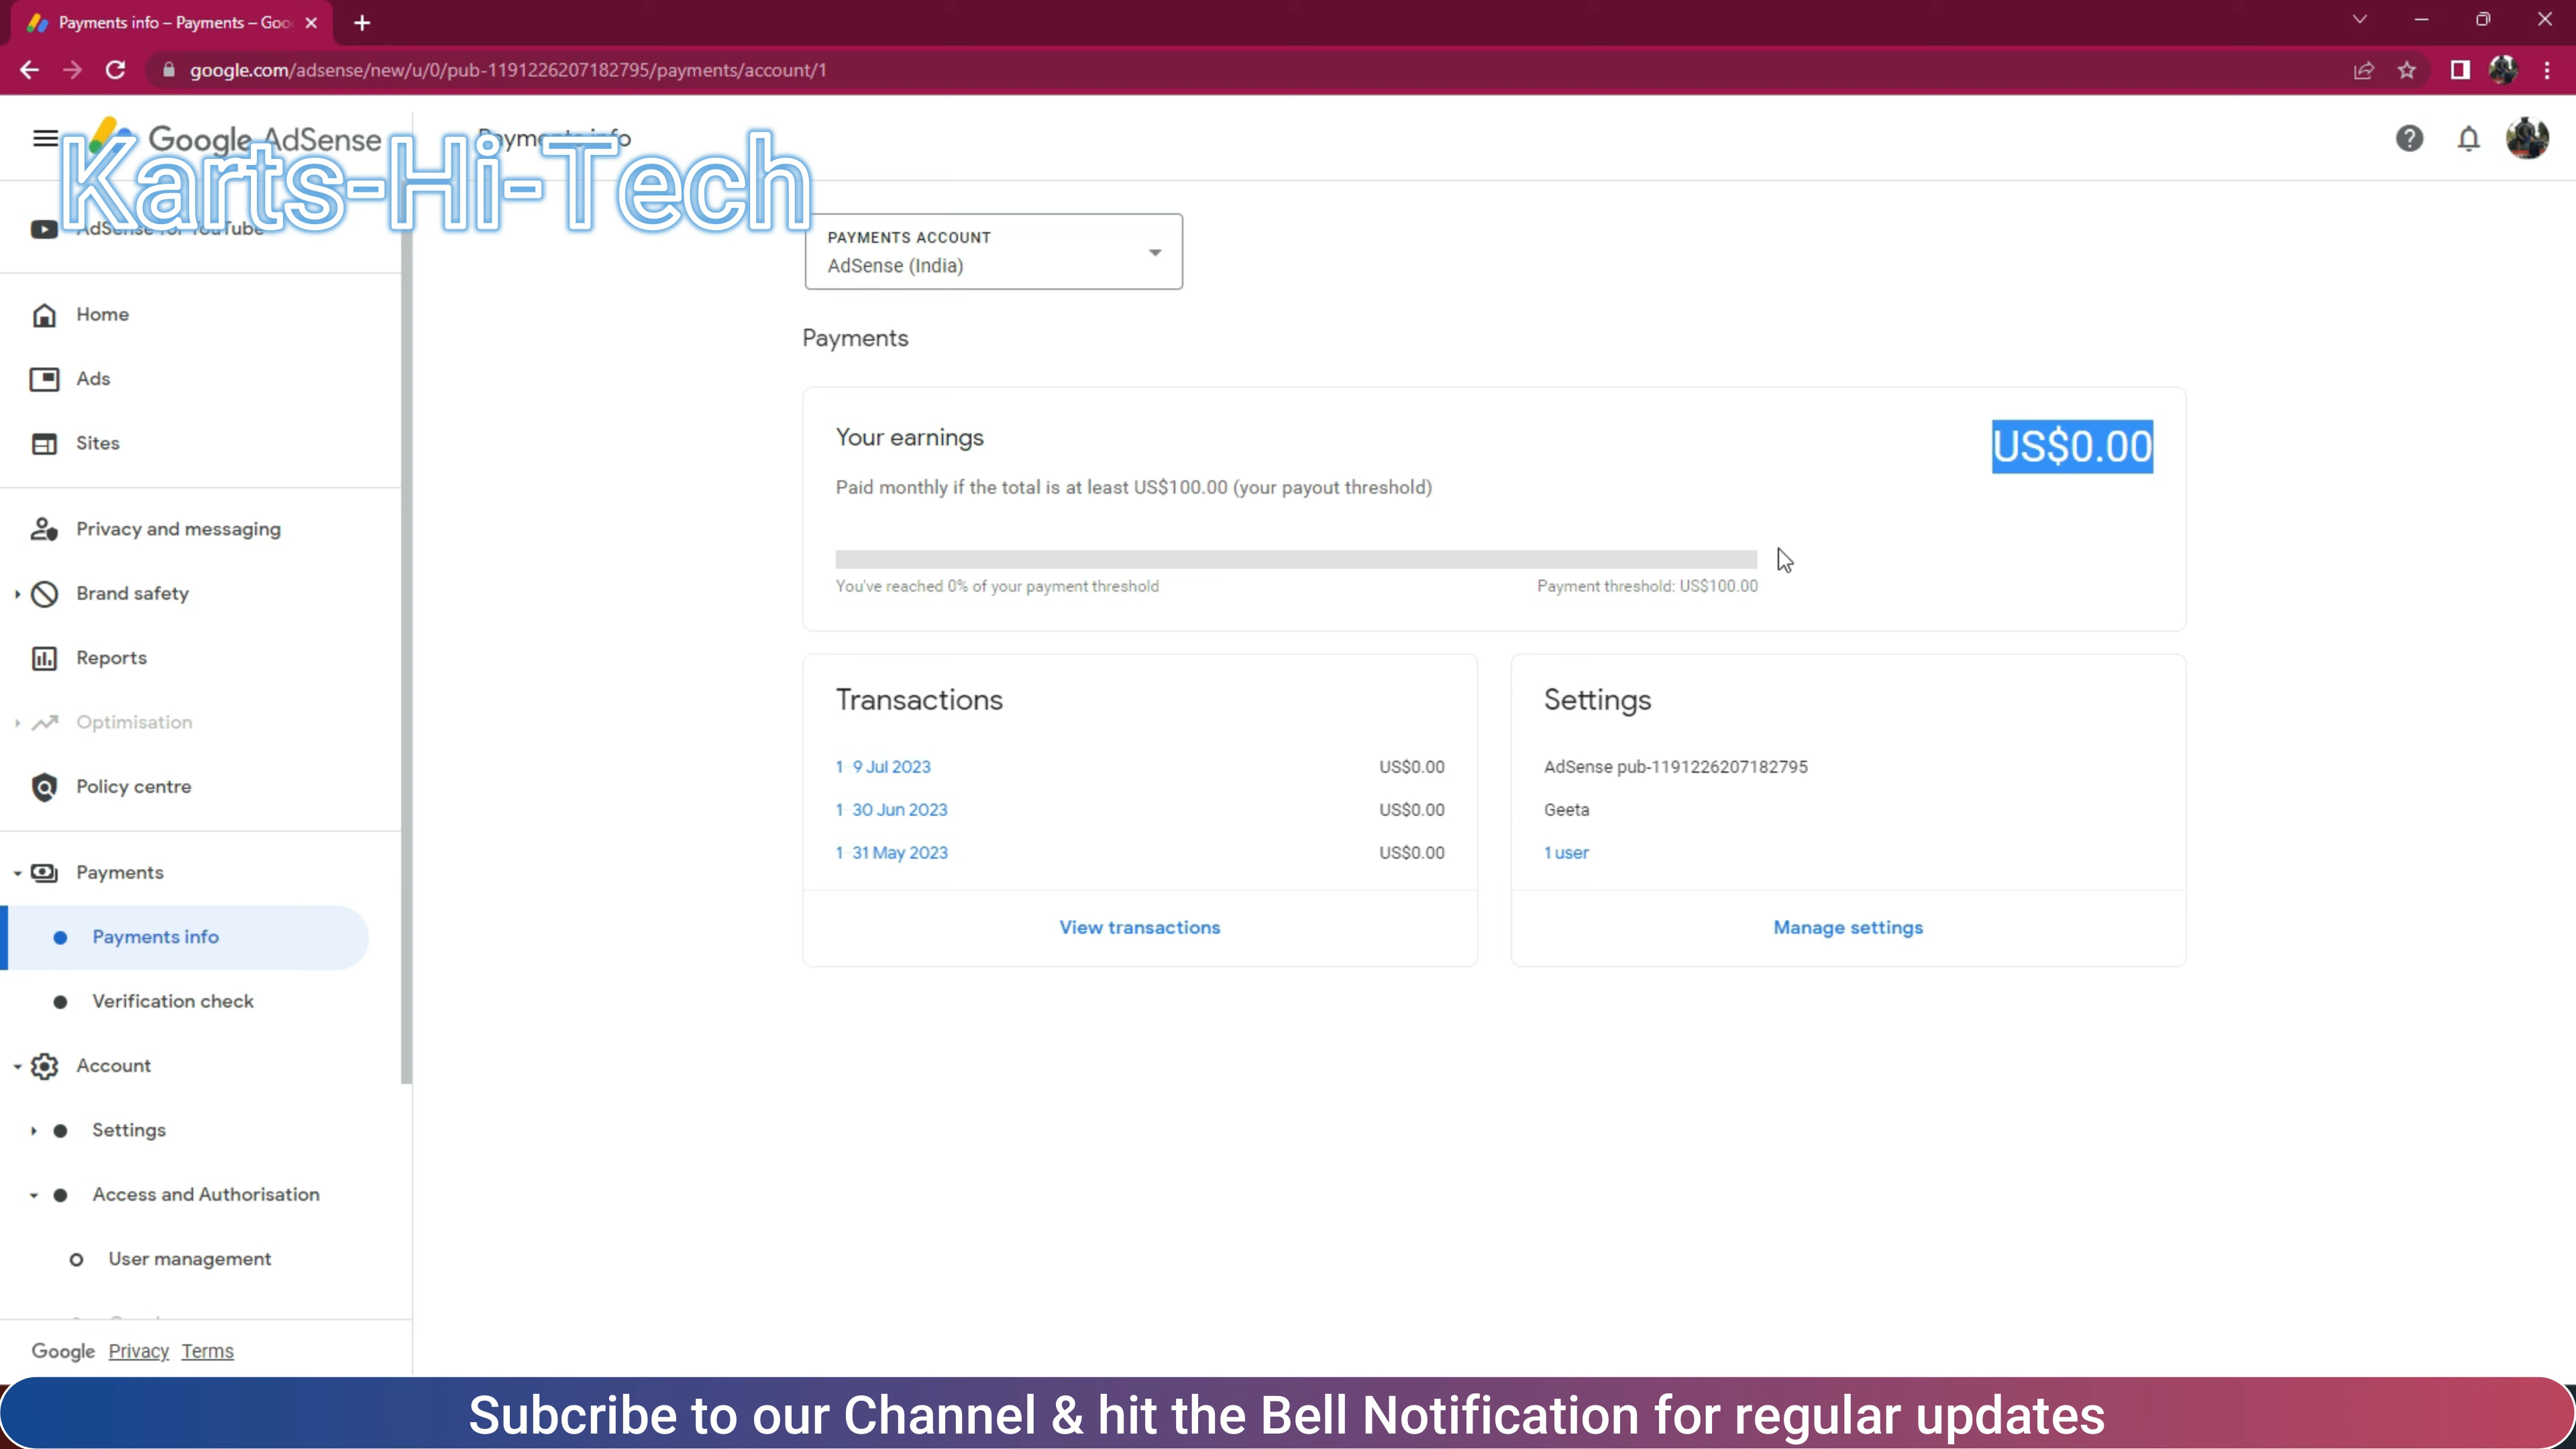 Payments info – Payments – Goo
google.com/adsense/new/u/0/pub-1191226207182795/payments/account/1
Google AdSense
Payments info
Karts-Hi-Tech
AdSense for YouTube
Home
Ads
Sites
Privacy and messaging
Brand safety
Reports
Optimisation
Policy centre
Payments
Payments info
Verification check
Account
Settings
Access and Authorisation
User management
Google Privacy Terms
PAYMENTS ACCOUNT
AdSense (India)
Payments
Your earnings
US$0.00
Paid monthly if the total is at least US$100.00 (your payout threshold)
You've reached 0% of your payment threshold
Payment threshold: US$100.00
Transactions
1 9 Jul 2023 US$0.00
1 30 Jun 2023 US$0.00
1 31 May 2023 US$0.00
View transactions
Settings
AdSense pub-1191226207182795
Geeta
1 user
Manage settings
Subcribe to our Channel & hit the Bell Notification for regular updates